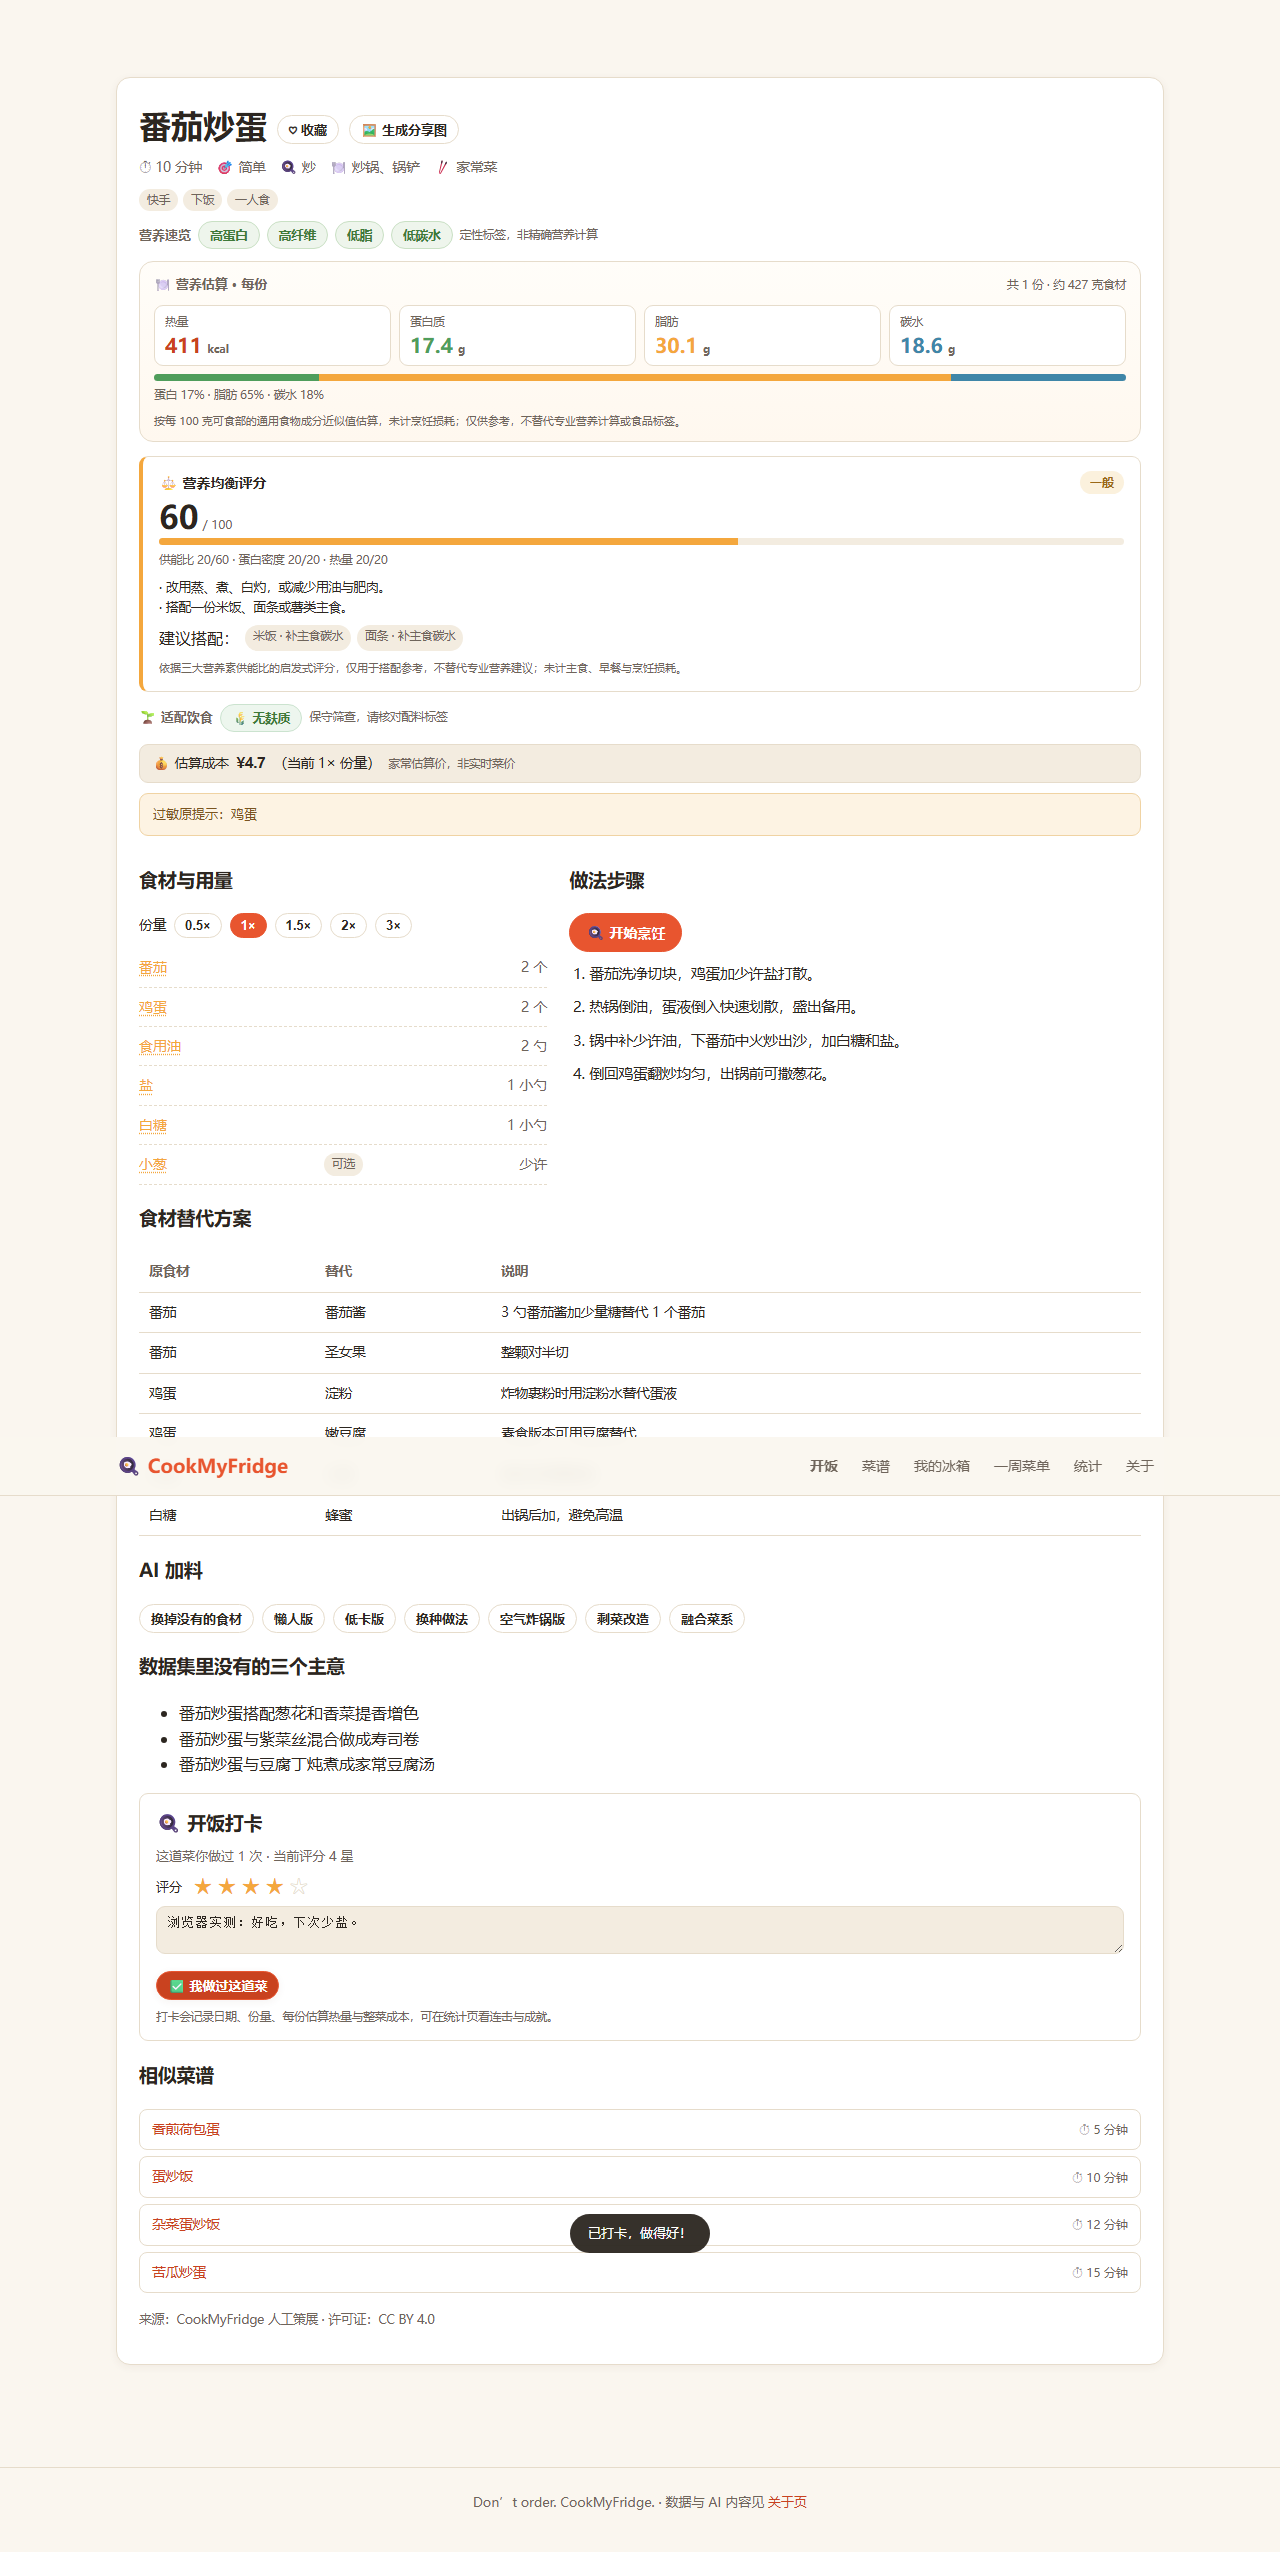 番茄炒蛋 ♡ 收藏 🖼️ 生成分享图
⏱ 10 分钟 🎯 简单 🍳 炒 🍽️ 炒锅、锅铲 🥢 家常菜
快手 下饭 一人食
营养速览 高蛋白 高纤维 低脂 低碳水 定性标签，非精确营养计算
🍽️ 营养估算 • 每份 共 1 份 · 约 427 克食材
热量 蛋白质 脂肪 碳水
411 kcal 17.4 g 30.1 g 18.6 g
蛋白 17% · 脂肪 65% · 碳水 18%
按每 100 克可食部的通用食物成分近似值估算，未计烹饪损耗；仅供参考，不替代专业营养计算或食品标签。
⚖️ 营养均衡评分 一般
60 / 100
供能比 20/60 · 蛋白密度 20/20 · 热量 20/20
· 改用蒸、煮、白灼，或减少用油与肥肉。
· 搭配一份米饭、面条或薯类主食。
建议搭配： 米饭 · 补主食碳水 面条 · 补主食碳水
依据三大营养素供能比的启发式评分，仅用于搭配参考，不替代专业营养建议；未计主食、早餐与烹饪损耗。
🌱 适配饮食 🌾 无麸质 保守筛查，请核对配料标签
💰 估算成本 ¥4.7 （当前 1× 份量） 家常估算价，非实时菜价
过敏原提示：鸡蛋
食材与用量
份量 0.5× 1× 1.5× 2× 3×
番茄 2 个
鸡蛋 2 个
食用油 2 勺
盐 1 小勺
白糖 1 小勺
小葱 可选 少许
做法步骤
🍳 开始烹饪
1. 番茄洗净切块，鸡蛋加少许盐打散。
2. 热锅倒油，蛋液倒入快速划散，盛出备用。
3. 锅中补少许油，下番茄中火炒出沙，加白糖和盐。
4. 倒回鸡蛋翻炒均匀，出锅前可撒葱花。
食材替代方案
原食材 替代 说明
番茄 番茄酱 3 勺番茄酱加少量糖替代 1 个番茄
番茄 圣女果 整颗对半切
鸡蛋 淀粉 炸物裹粉时用淀粉水替代蛋液
鸡蛋 嫩豆腐 素食版本可用豆腐替代
🍳 CookMyFridge 开饭 菜谱 我的冰箱 一周菜单 统计 关于
白糖 蜂蜜 出锅后加，避免高温
AI 加料
换掉没有的食材 懒人版 低卡版 换种做法 空气炸锅版 剩菜改造 融合菜系
数据集里没有的三个主意
• 番茄炒蛋搭配葱花和香菜提香增色
• 番茄炒蛋与紫菜丝混合做成寿司卷
• 番茄炒蛋与豆腐丁炖煮成家常豆腐汤
🍳 开饭打卡
这道菜你做过 1 次 · 当前评分 4 星
评分 ★ ★ ★ ★ ☆
浏览器实测：好吃，下次少盐。
✅ 我做过这道菜
打卡会记录日期、份量、每份估算热量与整菜成本，可在统计页看连击与成就。
相似菜谱
香煎荷包蛋 ⏱ 5 分钟
蛋炒饭 ⏱ 10 分钟
杂菜蛋炒饭 ⏱ 12 分钟
已打卡，做得好！
苦瓜炒蛋 ⏱ 15 分钟
来源：CookMyFridge 人工策展 · 许可证：CC BY 4.0
Don’t order. CookMyFridge. · 数据与 AI 内容见 关于页